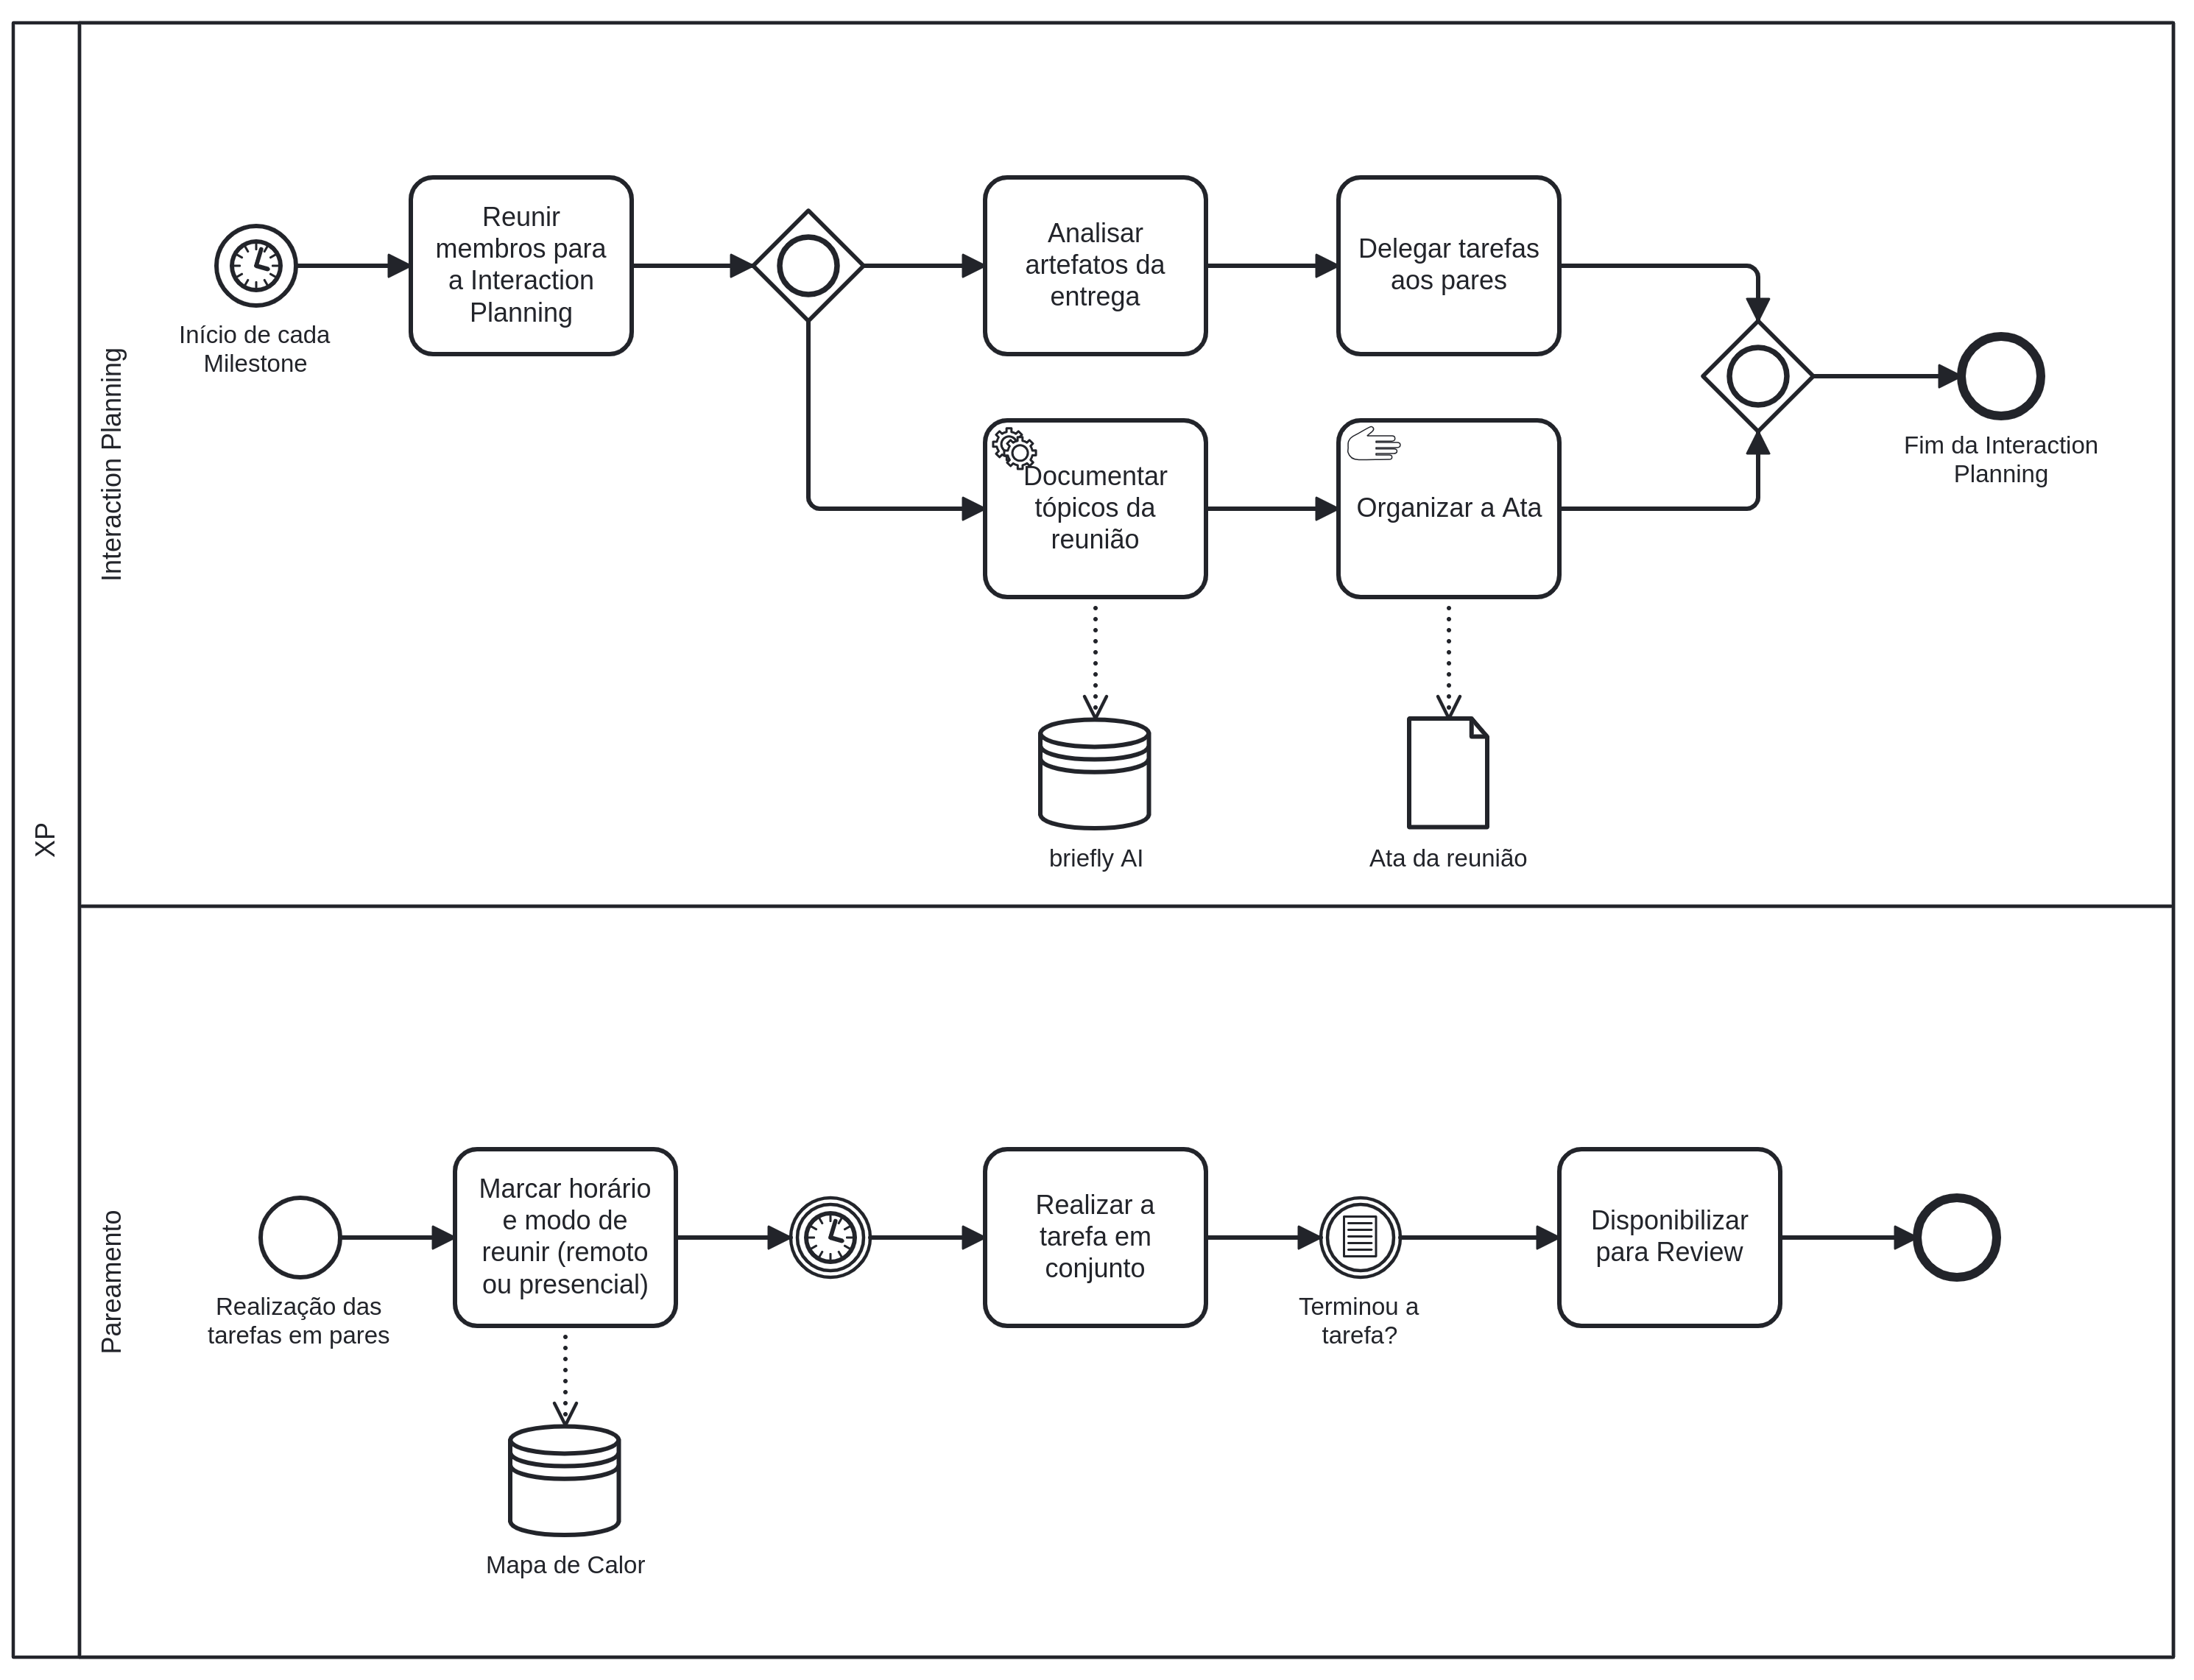 XP
Interaction Planning
Início de cada
Milestone
Reunir
membros para
a Interaction
Planning
Analisar
artefatos da
entrega
Delegar tarefas
aos pares
Documentar
tópicos da
reunião
Organizar a Ata
Fim da Interaction
Planning
briefly AI
Ata da reunião
Pareamento
Realização das
tarefas em pares
Marcar horário
e modo de
reunir (remoto
ou presencial)
Realizar a
tarefa em
conjunto
Terminou a
tarefa?
Disponibilizar
para Review
Mapa de Calor